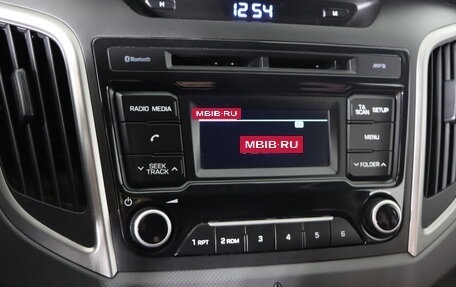 H 12:54 M
Bluetooth MP3
RADIO MEDIA TA SCAN SETUP
MBIB·RU
MENU
MBIB·RU
SEEK TRACK FOLDER
1 RPT 2 RDM 3 4 5 6